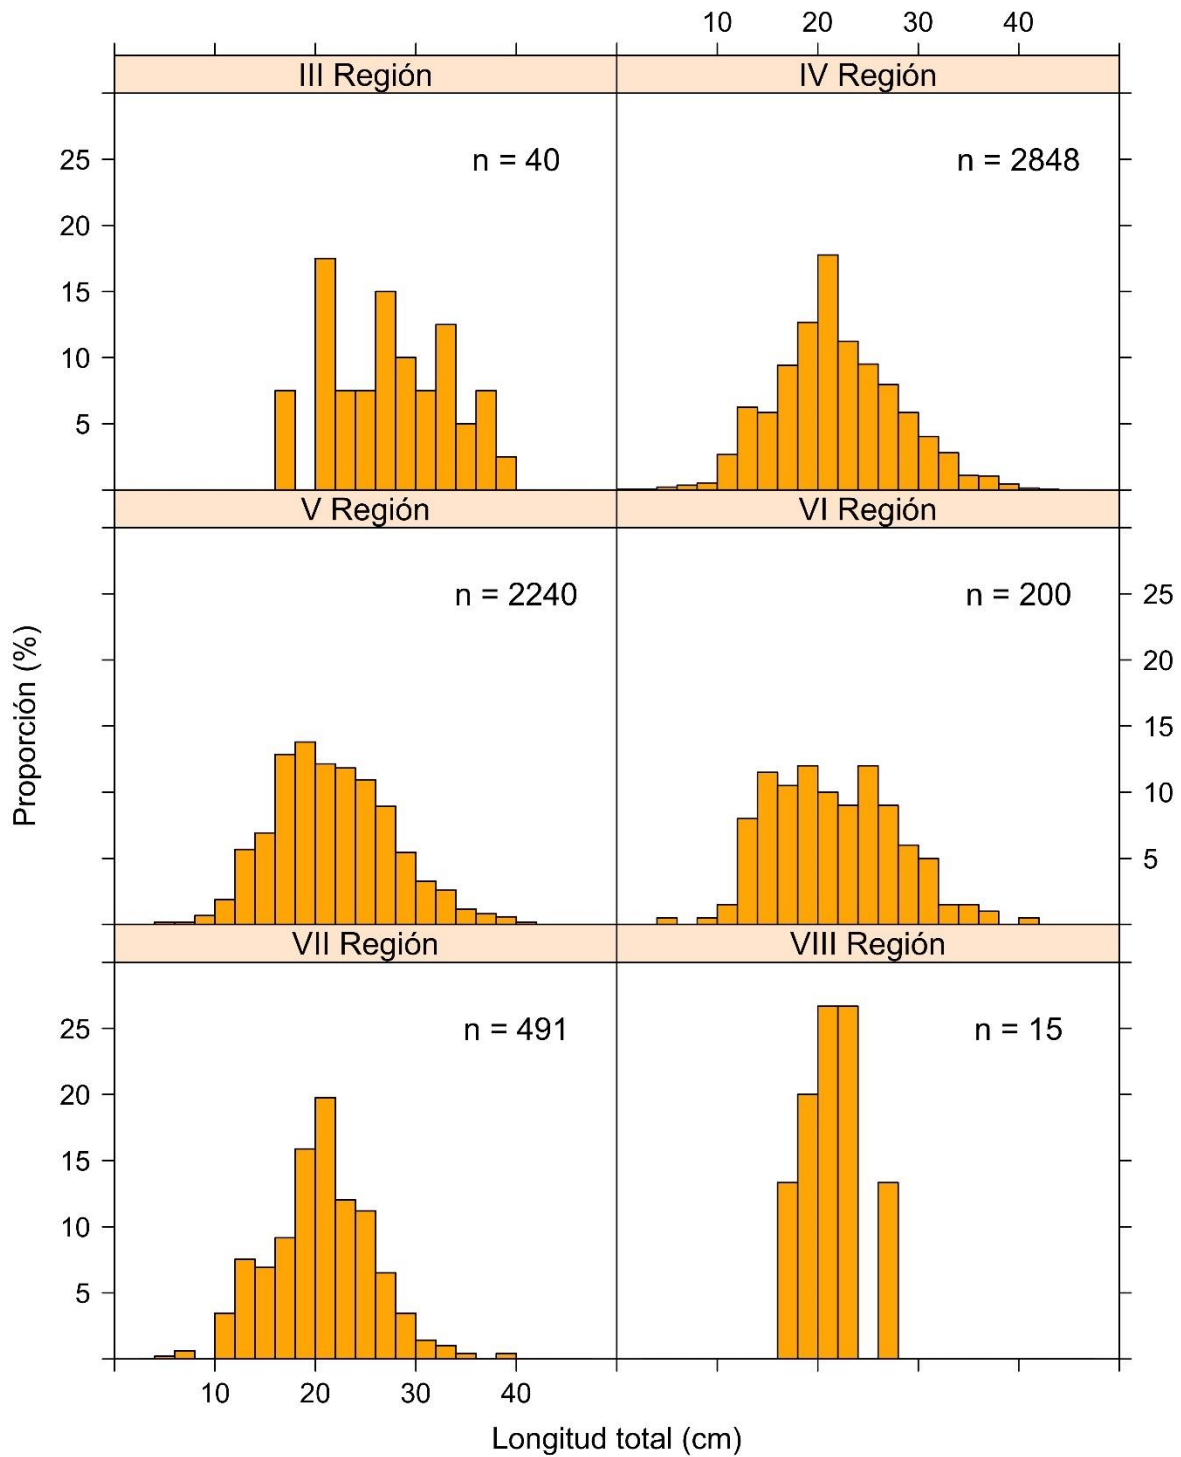 10 20 30 40
III Región IV Región
n = 40 n = 2848
25
20
15
10
5
V Región VI Región
n = 2240 n = 200
25
20
15
10
5
Proporción (%)
VII Región VIII Región
n = 491 n = 15
25
20
15
10
5
10 20 30 40
Longitud total (cm)